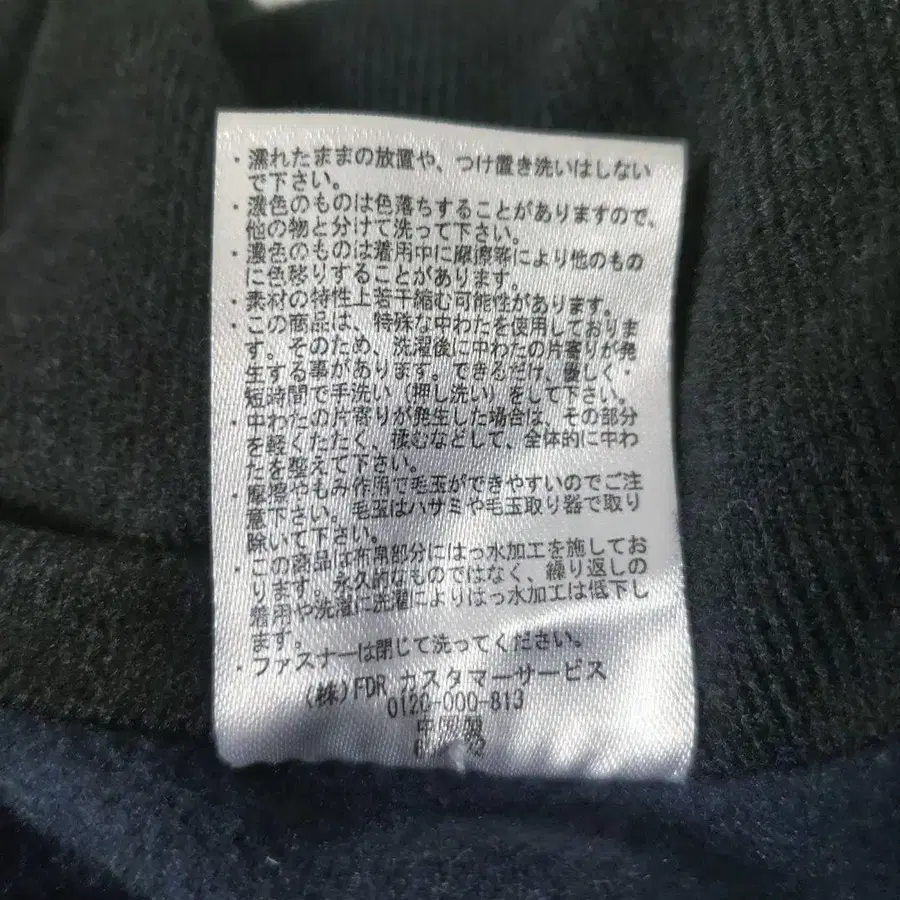 ・濡れたままの放置や、つけ置き洗いはしない
で下さい。
・濃色のものは色落ちすることがありますので、
他の物と分けて洗って下さい。
・濃色のものは着用中に摩擦等により他のもの
に色移りすることがあります。
・素材の特性上若干縮む可能性があります。
・この商品は、特殊な中わたを使用しておりま
す。そのため、洗濯後に中わたの片寄りが発
生する事があります。できるだけ、優しく・
短時間で手洗い（押し洗い）をして下さい。
・中わたの片寄りが発生した場合は、その部分
を軽くたたく、揉むなどして、全体的に中わ
たを整えて下さい。
・摩擦やもみ作用で毛玉ができやすいのでご注
意下さい。毛玉はハサミや毛玉取り器で取り
除いて下さい。
・この商品は布帛部分にはっ水加工を施してお
ります。永久的なものではなく、繰り返しの
着用や洗濯に洗濯によりはっ水加工は低下し
ます。
・ファスナーは閉じて洗ってください。
(株)FDR カスタマーサービス
0120-000-813
中国製